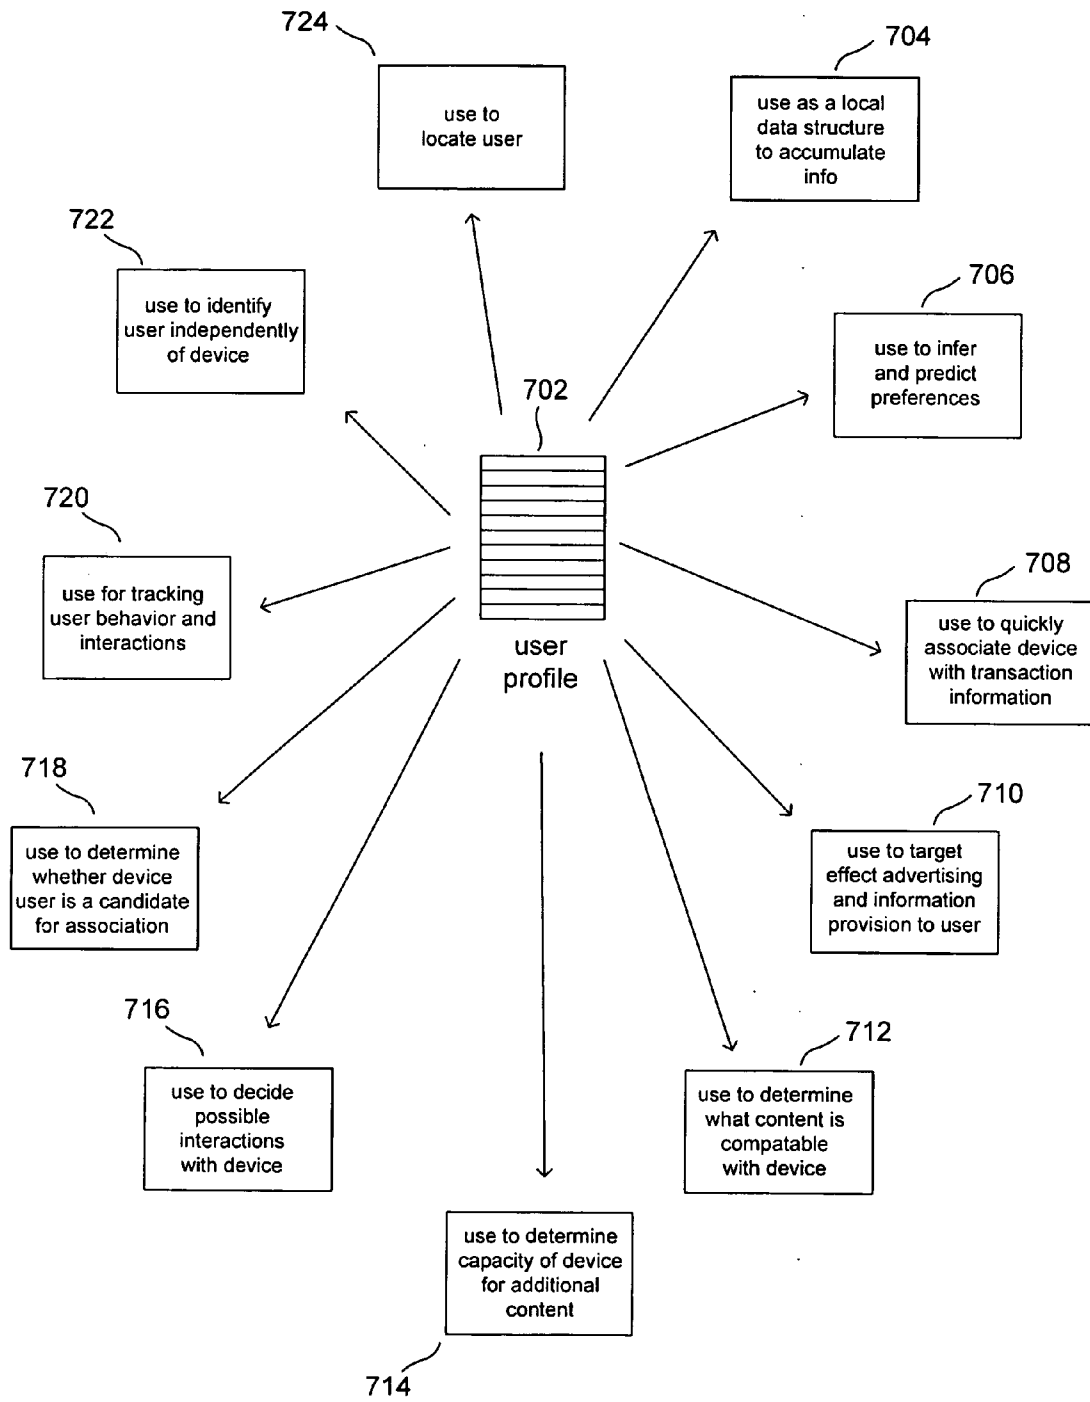 724
use to
locate user
704
use as a local
data structure
to accumulate
info
722
use to identify
user independently
of device
706
use to infer
and predict
preferences
702
user
profile
720
use for tracking
user behavior and
interactions
708
use to quickly
associate device
with transaction
information
718
use to determine
whether device
user is a candidate
for association
710
use to target
effect advertising
and information
provision to user
716
use to decide
possible
interactions
with device
712
use to determine
what content is
compatable
with device
use to determine
capacity of device
for additional
content
714